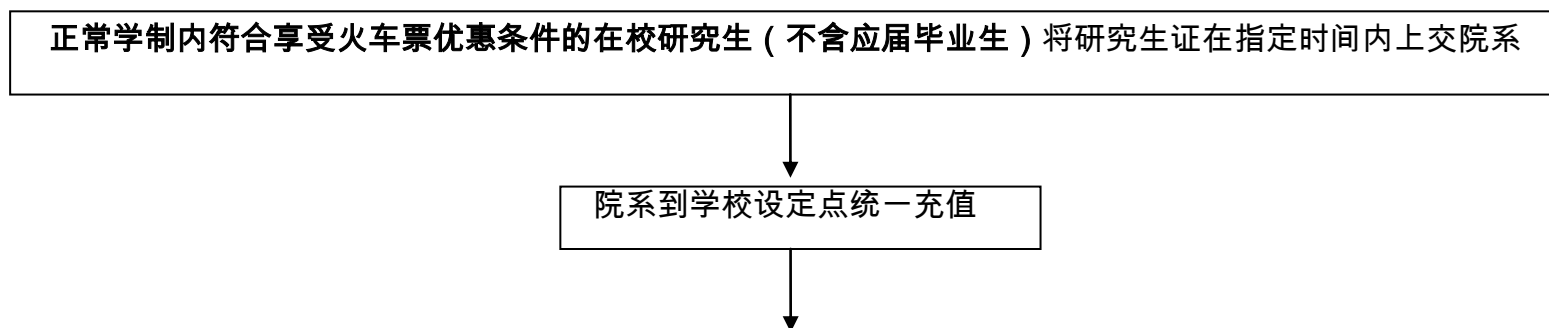 正常学制内符合享受火车票优惠条件的在校研究生（不含应届毕业生）将研究生证在指定时间内上交院系
院系到学校设定点统一充值